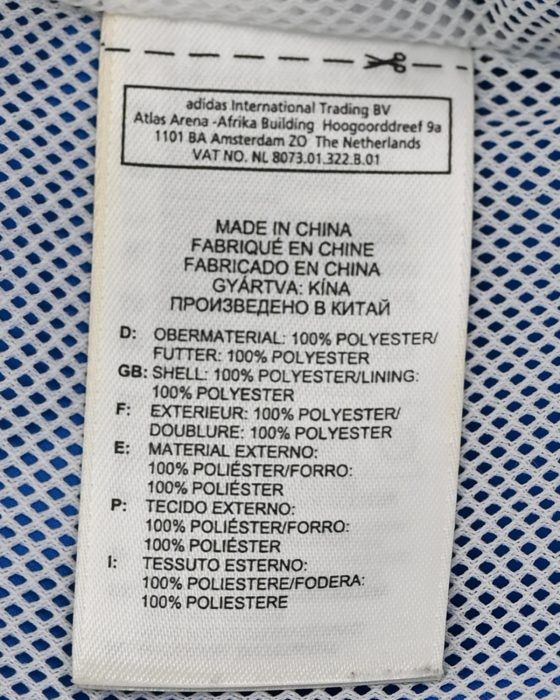 adidas International Trading BV
Atlas Arena -Afrika Building Hoogoorddreef 9a
1101 BA Amsterdam ZO The Netherlands
VAT NO. NL 8073.01.322.B.01
MADE IN CHINA
FABRIQUÉ EN CHINE
FABRICADO EN CHINA
GYÁRTVA: KÍNA
ПРОИЗВЕДЕНО В КИТАЙ
D: OBERMATERIAL: 100% POLYESTER/
FUTTER: 100% POLYESTER
GB: SHELL: 100% POLYESTER/LINING:
100% POLYESTER
F: EXTERIEUR: 100% POLYESTER/
DOUBLURE: 100% POLYESTER
E: MATERIAL EXTERNO:
100% POLIÉSTER/FORRO:
100% POLIÉSTER
P: TECIDO EXTERNO:
100% POLIÉSTER/FORRO:
100% POLIÉSTER
I: TESSUTO ESTERNO:
100% POLIESTERE/FODERA:
100% POLIESTERE